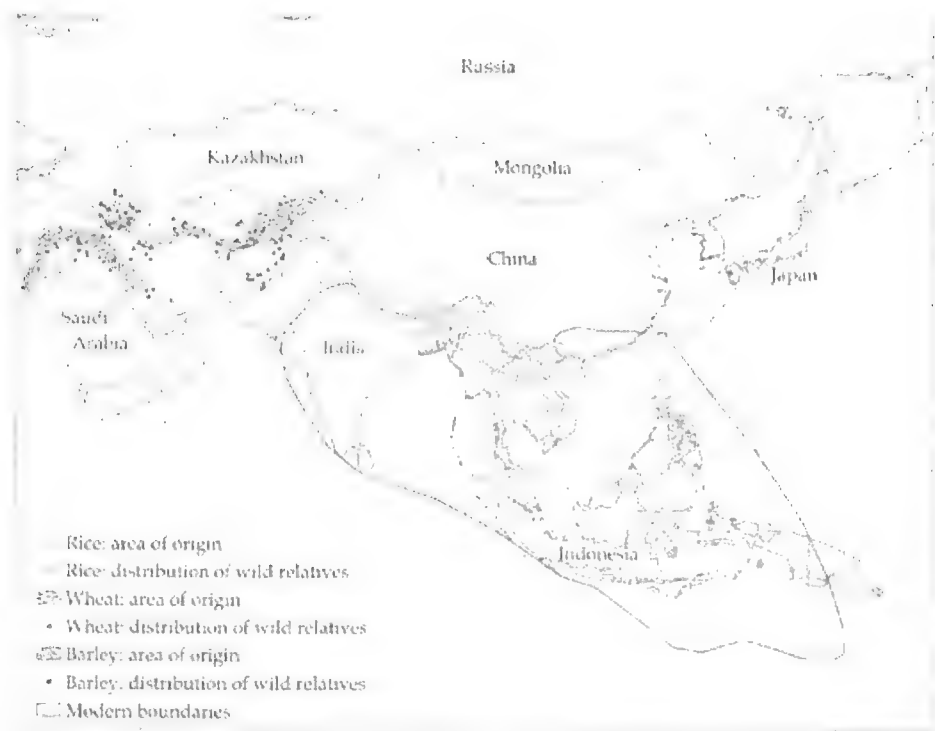 Russia
Kazakhstan
Mongolia
China
Japan
Saudi
Arabia
India
Indonesia
Rice: area of origin
Rice: distribution of wild relatives
Wheat: area of origin
Wheat: distribution of wild relatives
Barley: area of origin
Barley: distribution of wild relatives
Modern boundaries